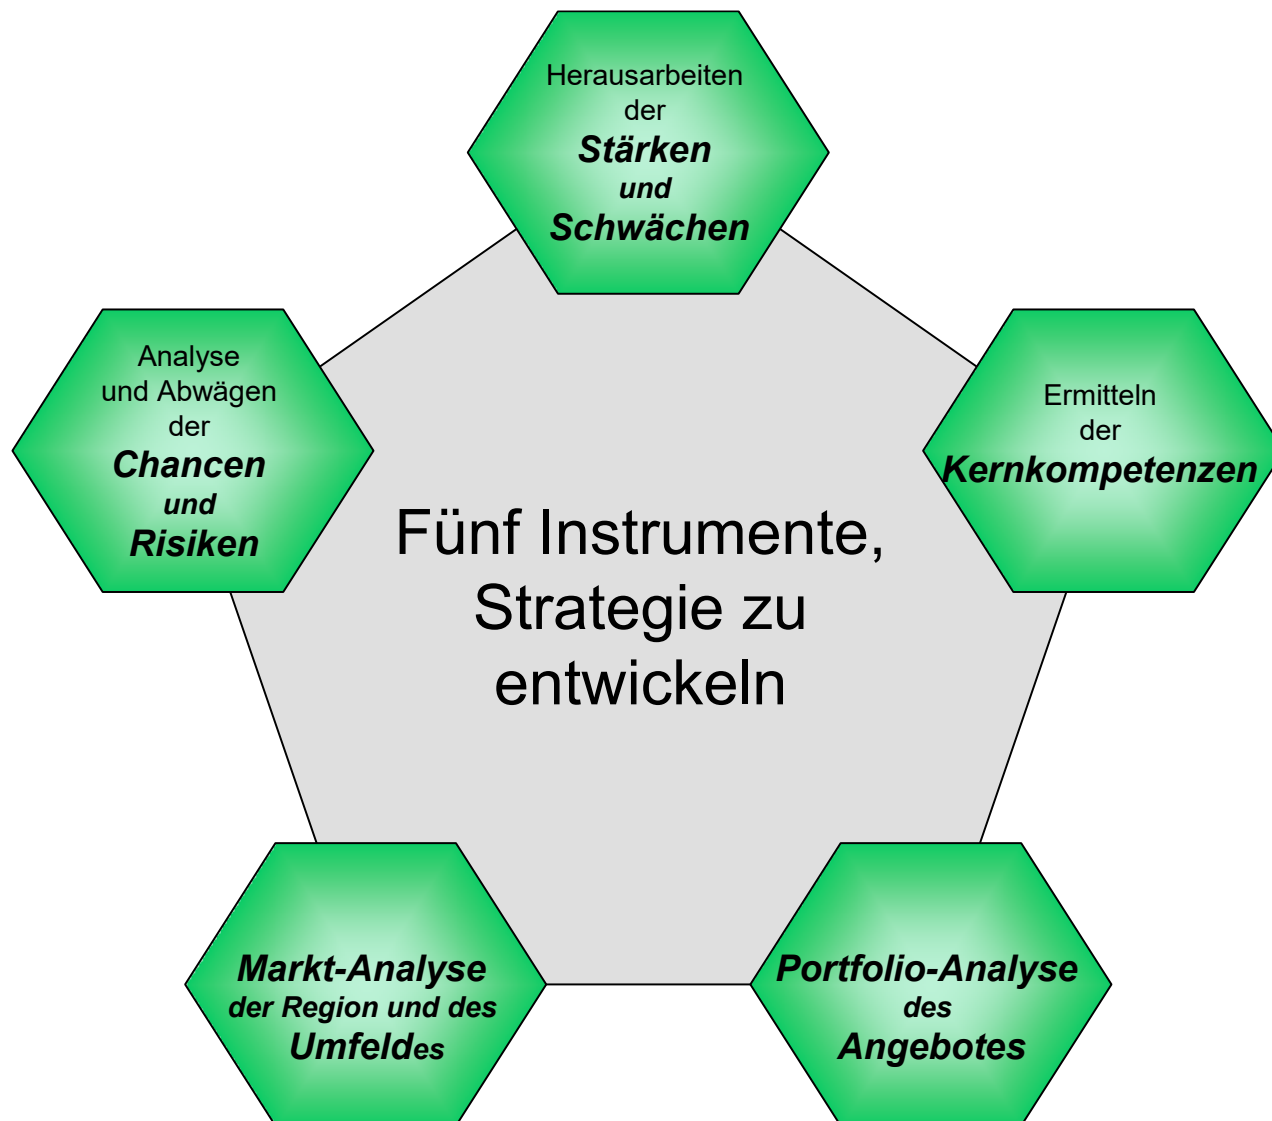 Herausarbeiten
der
Stärken
und
Schwächen
Analyse
und Abwägen
der
Chancen
und
Risiken
Ermitteln
der
Kernkompetenzen
Fünf Instrumente,
Strategie zu
entwickeln
Markt-Analyse
der Region und des
Umfeldes
Portfolio-Analyse
des
Angebotes